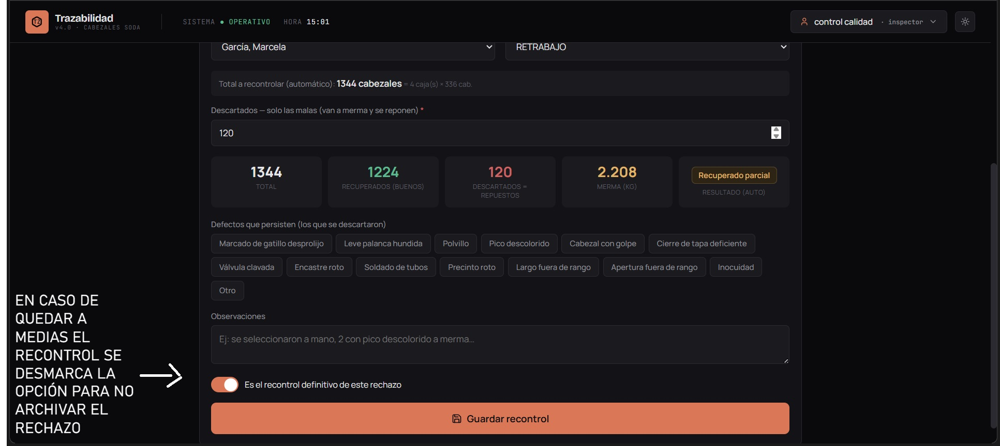 Trazabilidad
v4.0 · CABEZALES SODA
SISTEMA ● OPERATIVO HORA 15:01
control calidad · inspector
García, Marcela
RETRABAJO
Total a recontrolar (automático): 1344 cabezales = 4 caja(s) × 336 cab.
Descartados — solo las malas (van a merma y se reponen) *
120
1344
TOTAL
1224
RECUPERADOS (BUENOS)
120
DESCARTADOS =
REPUESTOS
2.208
MERMA (KG)
Recuperado parcial
RESULTADO (AUTO)
Defectos que persisten (los que se descartaron)
Marcado de gatillo desprolijo Leve palanca hundida Polvillo Pico descolorido Cabezal con golpe Cierre de tapa deficiente
Válvula clavada Encastre roto Soldado de tubos Precinto roto Largo fuera de rango Apertura fuera de rango Inocuidad
Otro
Observaciones
Ej: se seleccionaron a mano, 2 con pico descolorido a merma...
EN CASO DE
QUEDAR A
MEDIAS EL
RECONTROL SE
DESMARCA LA
OPCIÓN PARA NO
ARCHIVAR EL
RECHAZO
Es el recontrol definitivo de este rechazo
Guardar recontrol